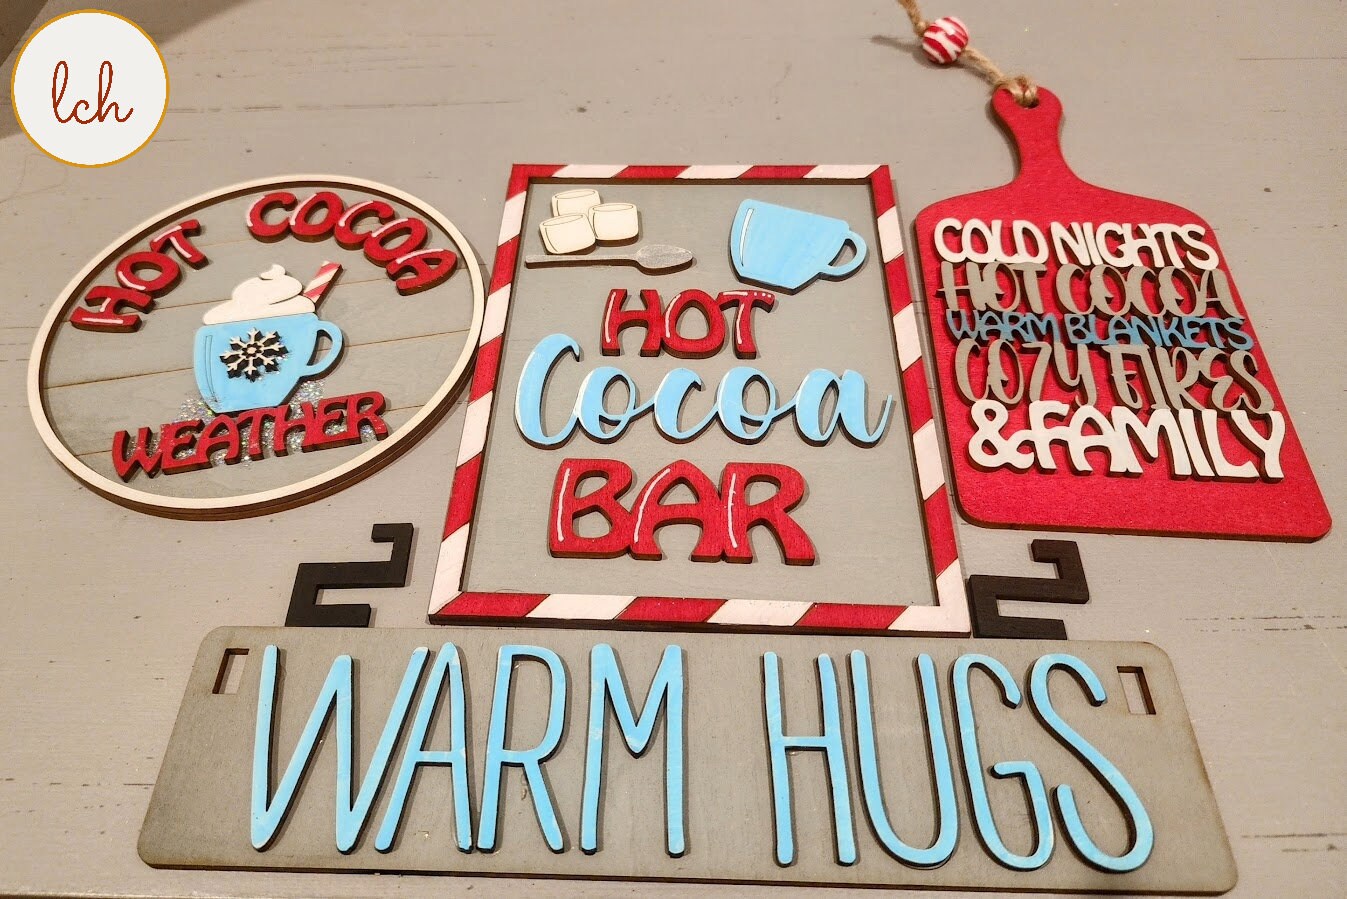 lch
HOT COCOA
WEATHER
HOT
Cocoa
BAR
COLD NIGHTS
HOT COCOA
WARM BLANKETS
COZY FIRES
&FAMILY
WARM HUGS